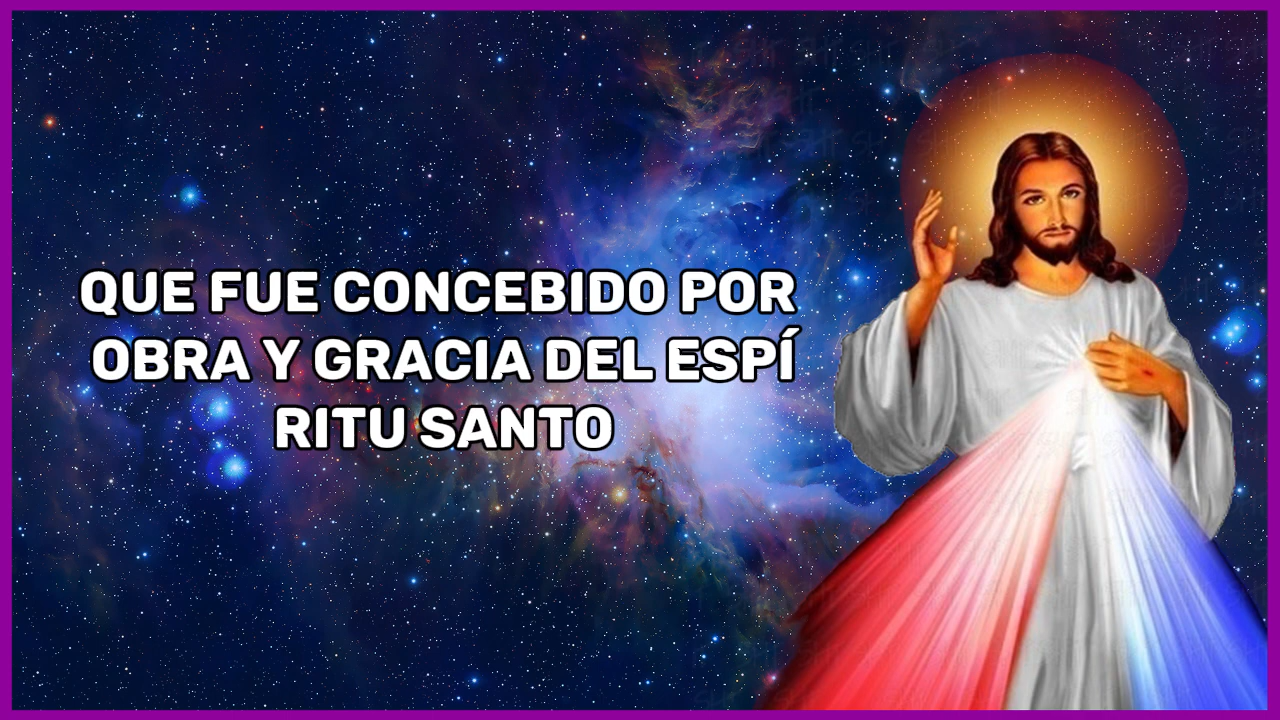 QUE FUE CONCEBIDO POR
OBRA Y GRACIA DEL ESPÍ
RITU SANTO